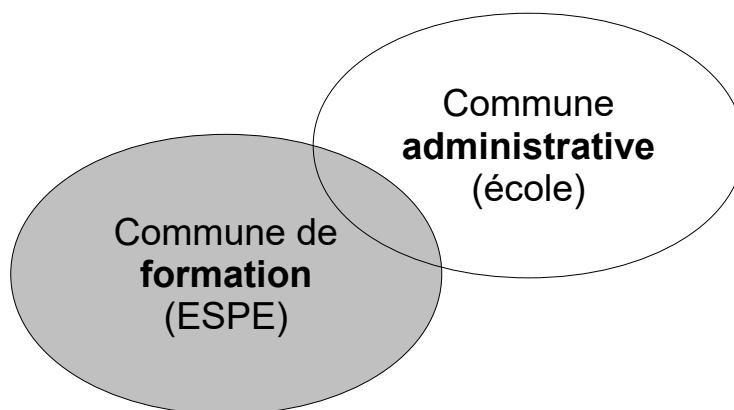 Commune
administrative
(école)
Commune de
formation
(ESPE)